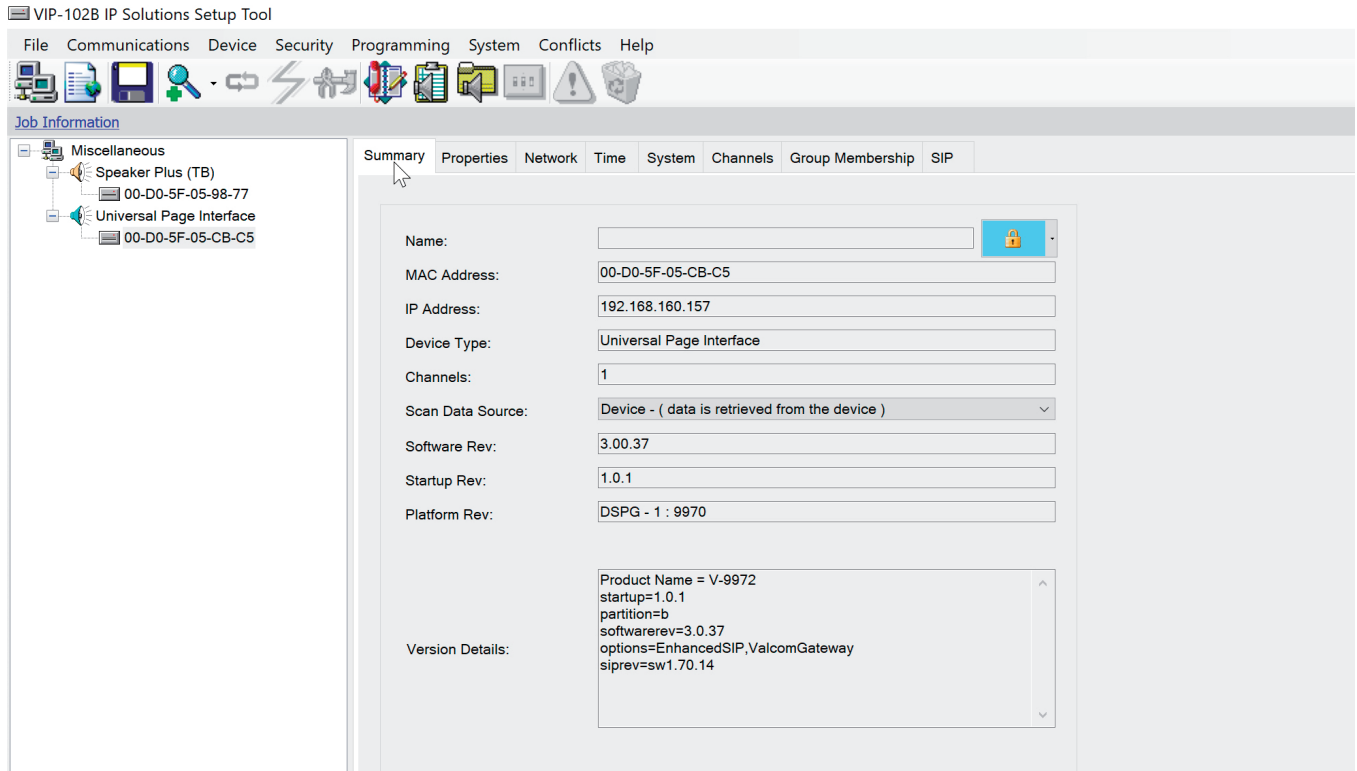 VIP-102B IP Solutions Setup Tool
File Communications Device Security Programming System Conflicts Help
Job Information
Miscellaneous
Speaker Plus (TB)
00-D0-5F-05-98-77
Universal Page Interface
00-D0-5F-05-CB-C5
Summary Properties Network Time System Channels Group Membership SIP
Name:
MAC Address: 00-D0-5F-05-CB-C5
IP Address: 192.168.160.157
Device Type: Universal Page Interface
Channels: 1
Scan Data Source: Device - ( data is retrieved from the device )
Software Rev: 3.00.37
Startup Rev: 1.0.1
Platform Rev: DSPG - 1 : 9970
Version Details:
Product Name = V-9972
startup=1.0.1
partition=b
softwarerev=3.0.37
options=EnhancedSIP,ValcomGateway
siprev=sw1.70.14